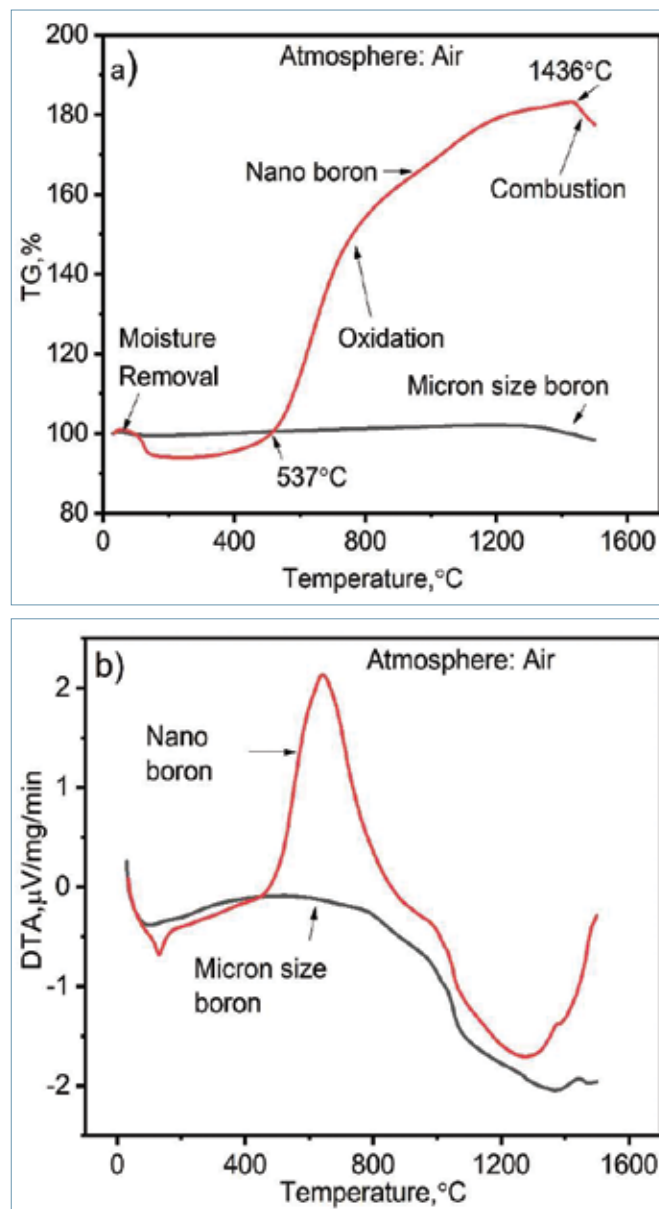 200
a)
Atmosphere: Air
1436°C
180
Nano boron
Combustion
160
TG,%
140
Moisture
Removal
Oxidation
120
Micron size boron
100
537°C
80
0 400 800 1200 1600
Temperature,°C
b)
Atmosphere: Air
2
Nano
boron
1
0
DTA,µV/mg/min
Micron size
boron
-1
-2
0 400 800 1200 1600
Temperature,°C